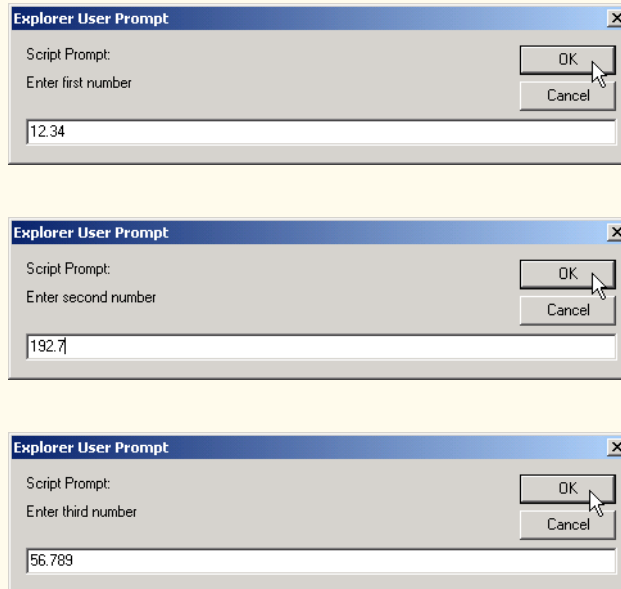 Explorer User Prompt
Script Prompt:
OK
Enter first number
Cancel
12.34
Explorer User Prompt
Script Prompt:
OK
Enter second number
Cancel
192.7
Explorer User Prompt
Script Prompt:
OK
Enter third number
Cancel
56.789